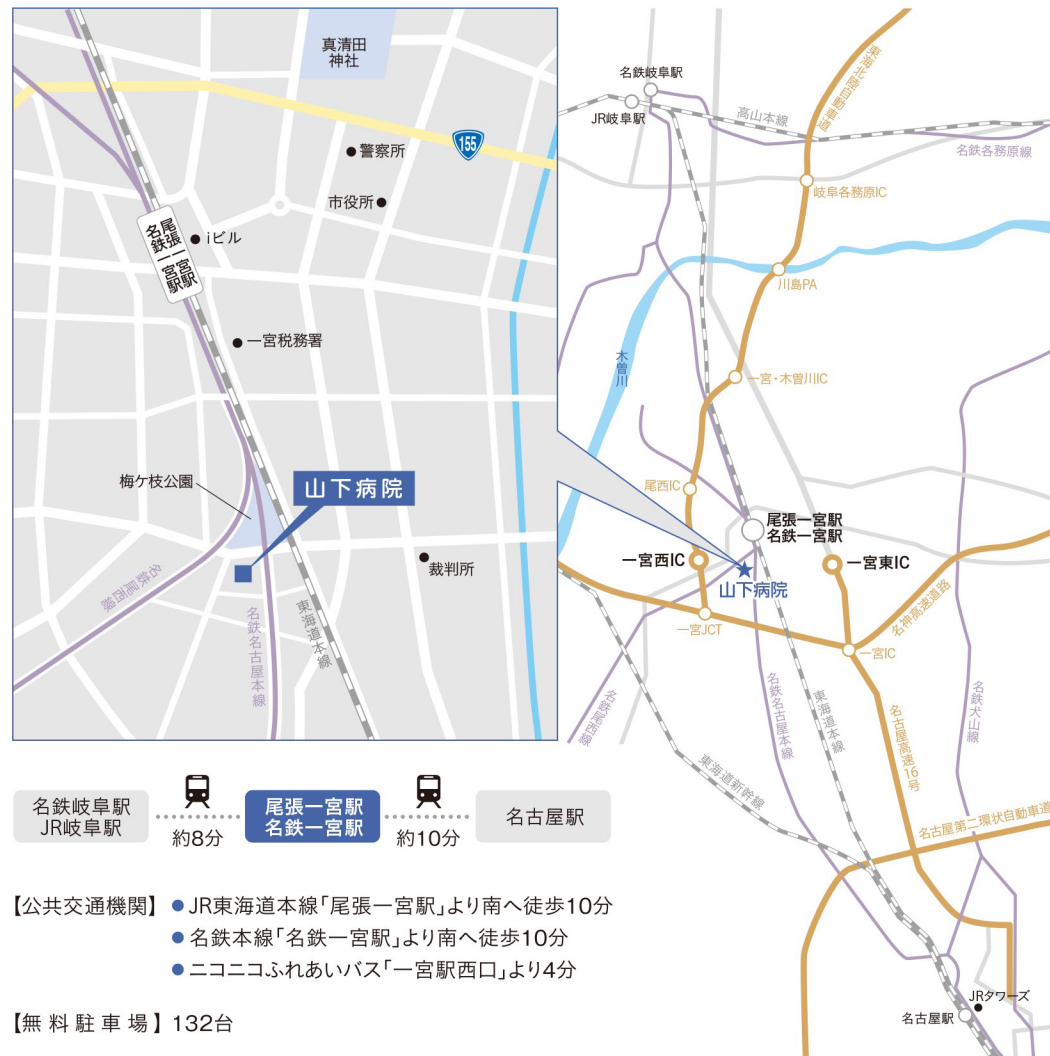 真清田
神社
155
警察所
市役所
iビル
尾張一宮駅
名鉄一宮駅
一宮税務署
梅ケ枝公園
山下病院
裁判所
名鉄尾西線
名鉄名古屋本線
東海道本線
名鉄岐阜駅
JR岐阜駅
高山本線
東海北陸自動車道
名鉄各務原線
岐阜各務原IC
川島PA
木曽川
一宮・木曽川IC
尾西IC
尾張一宮駅
名鉄一宮駅
一宮西IC
一宮東IC
山下病院
一宮JCT
名神高速道路
一宮IC
名鉄尾西線
名鉄名古屋本線
東海道本線
名鉄犬山線
名古屋高速16号
東海道新幹線
名古屋第二環状自動車道
JRタワーズ
名古屋駅
名鉄岐阜駅
JR岐阜駅
約8分
尾張一宮駅
名鉄一宮駅
約10分
名古屋駅
【公共交通機関】 ●JR東海道本線「尾張一宮駅」より南へ徒歩10分
●名鉄本線「名鉄一宮駅」より南へ徒歩10分
●ニコニコふれあいバス「一宮駅西口」より4分
【無料駐車場】132台